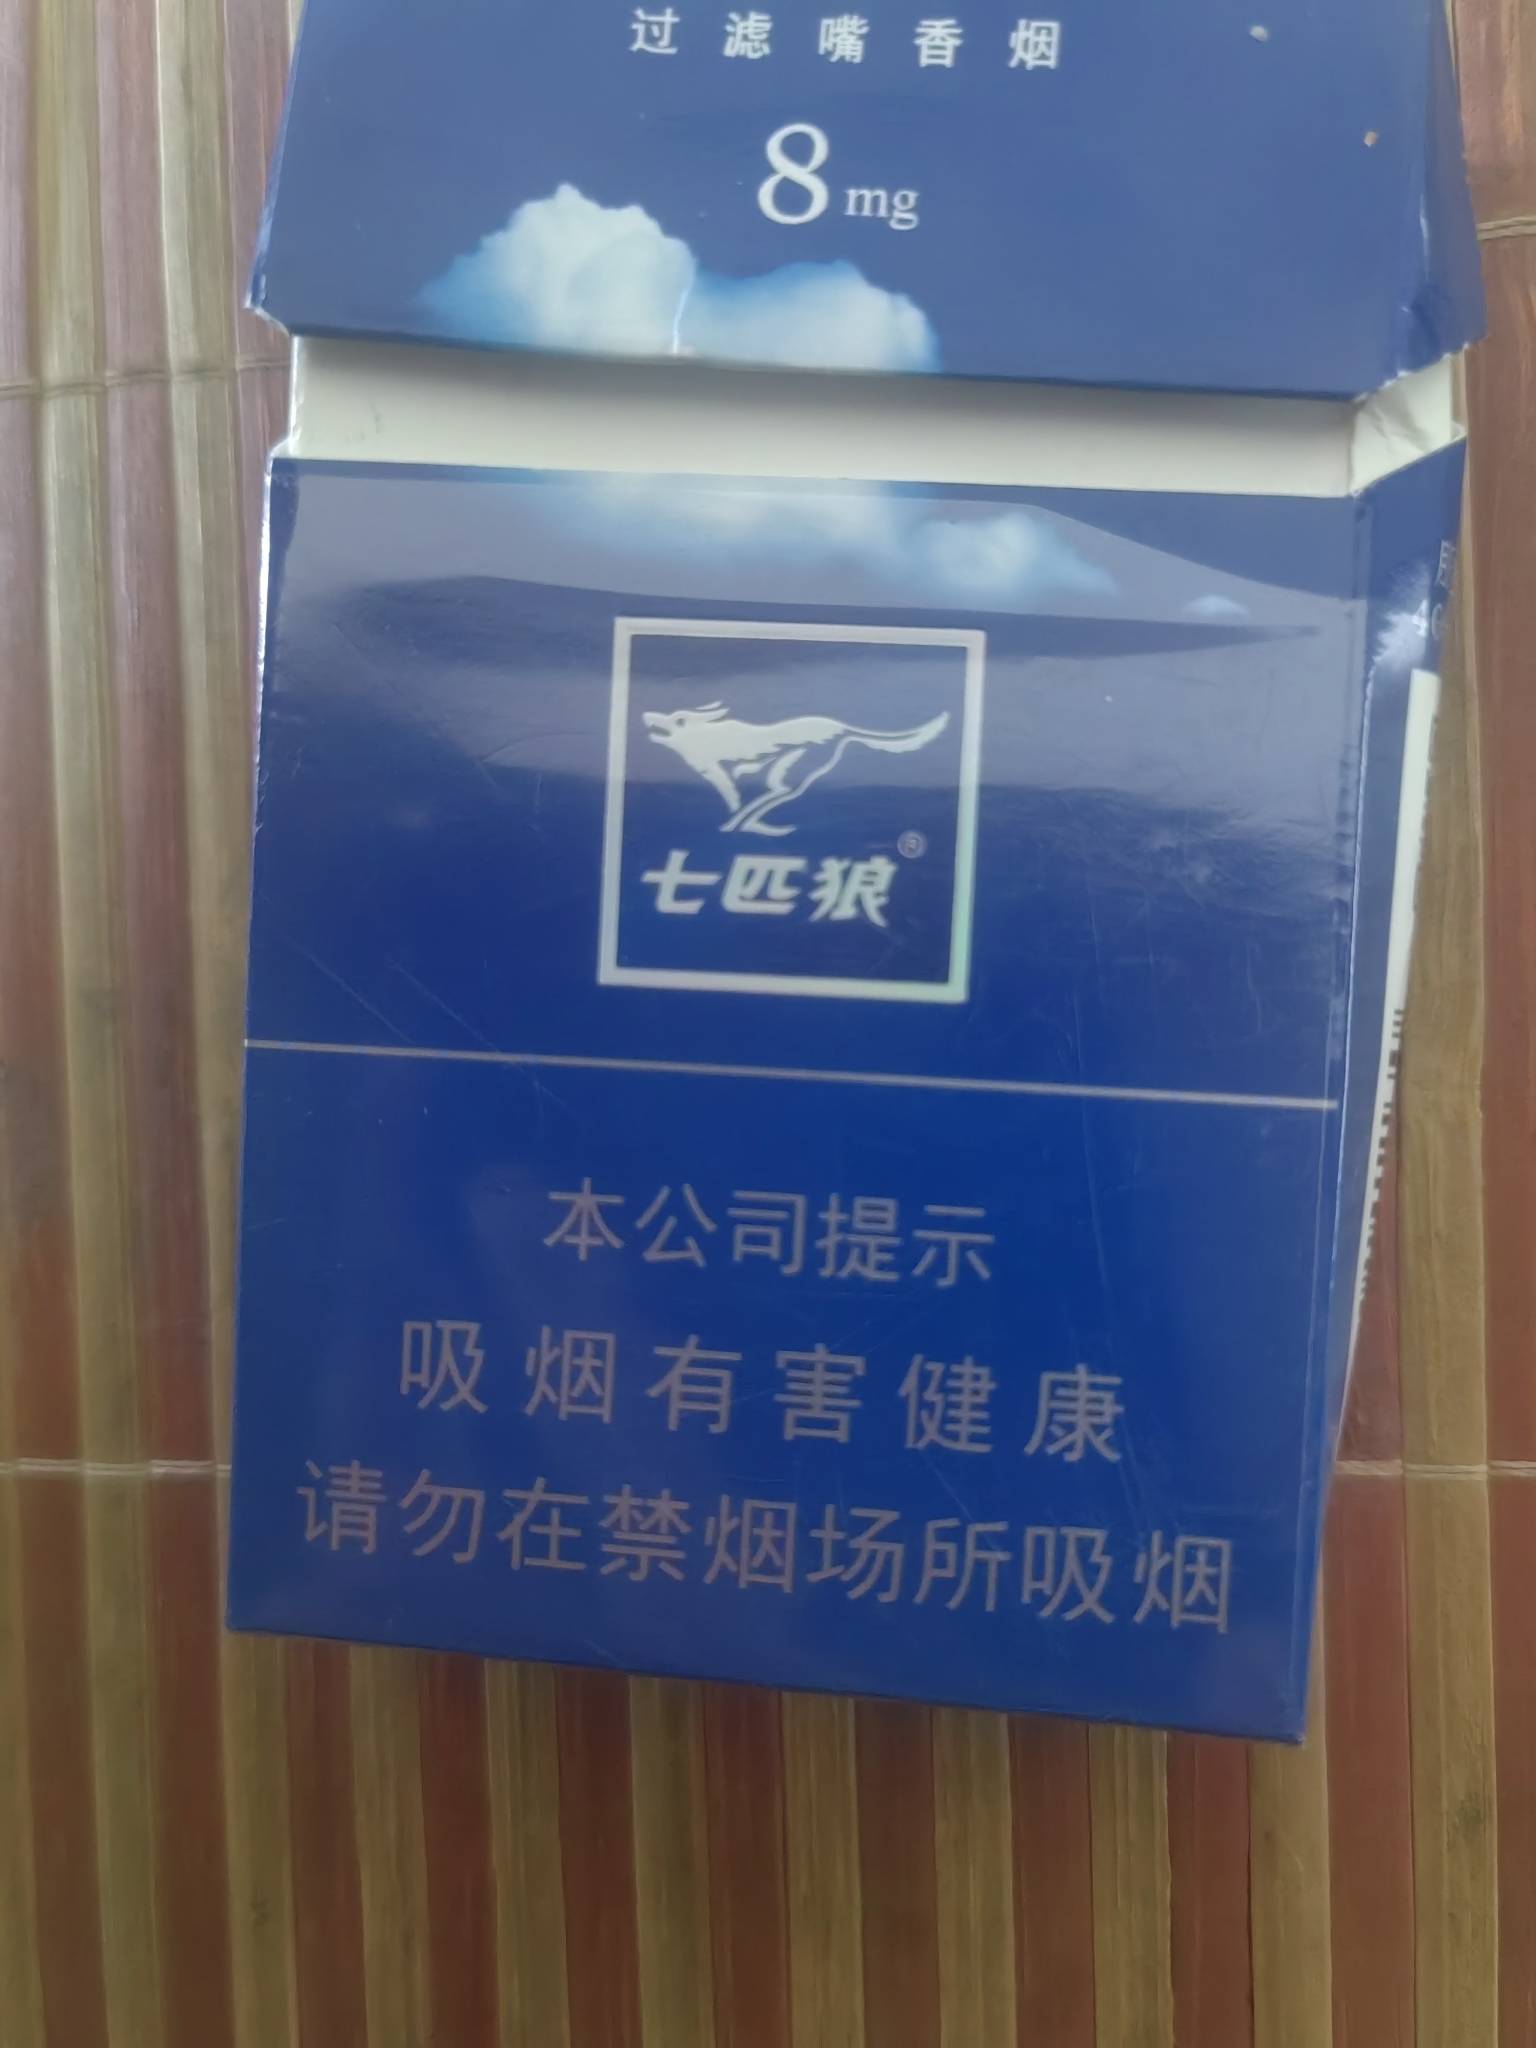 过滤嘴香烟
8mg
七匹狼®
本公司提示
吸烟有害健康
请勿在禁烟场所吸烟